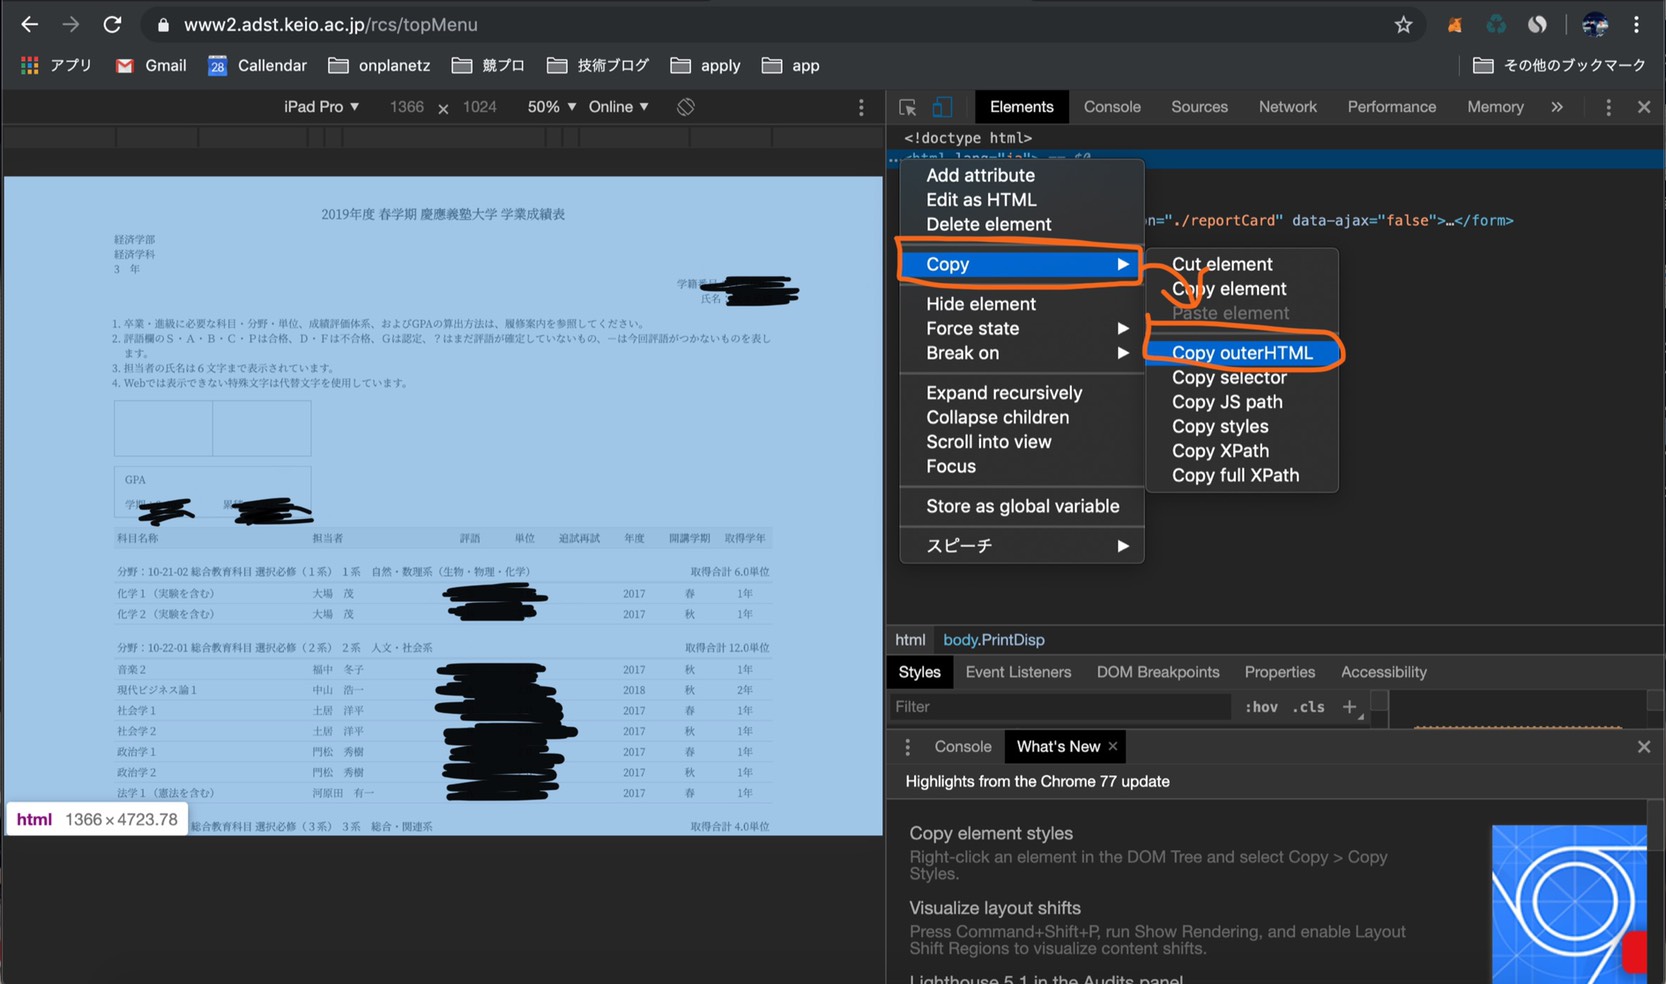 www2.adst.keio.ac.jp/rcs/topMenu
アプリ Gmail 28 Callendar onplanetz 競プロ 技術ブログ apply app その他のブックマーク
iPad Pro ▼ 1366 × 1024 50% ▼ Online ▼
Elements Console Sources Network Performance Memory »
<!doctype html>
…<html lang="ja"> == $0
Add attribute
Edit as HTML
Delete element
n="./reportCard" data-ajax="false">…</form>
Copy
Hide element
Force state
Break on
Expand recursively
Collapse children
Scroll into view
Focus
Store as global variable
スピーチ
Cut element
Copy element
Paste element
Copy outerHTML
Copy selector
Copy JS path
Copy styles
Copy XPath
Copy full XPath
2019年度 春学期 慶應義塾大学 学業成績表
経済学部
経済学科
3 年
学籍番
氏名
1. 卒業・進級に必要な科目・分野・単位、成績評価体系、およびGPAの算出方法は、履修案内を参照してください。
2. 評語欄のS・A・B・C・Pは合格、D・Fは不合格、Gは認定、?はまだ評語が確定していないもの、－は今回評語がつかないものを表し
ます。
3. 担当者の氏名は6文字まで表示されています。
4. Webでは表示できない特殊文字は代替文字を使用しています。
GPA
科目名称 担当者 評語 単位 追試再試 年度 開講学期 取得学年
分野：10-21-02 総合教育科目 選択必修（1系） 1系 自然・数理系（生物・物理・化学） 取得合計 6.0単位
化学1（実験を含む） 大場 茂 2017 春 1年
化学2（実験を含む） 大場 茂 2017 秋 1年
分野：10-22-01 総合教育科目 選択必修（2系） 2系 人文・社会系 取得合計 12.0単位
音楽2 福中 冬子 2017 秋 1年
現代ビジネス論1 中山 浩一 2018 秋 2年
社会学1 土居 洋平 2017 春 1年
社会学2 土居 洋平 2017 秋 1年
政治学1 門松 秀樹 2017 春 1年
政治学2 門松 秀樹 2017 秋 1年
法学1（憲法を含む） 河原田 有一 2017 春 1年
総合教育科目 選択必修（3系） 3系 総合・関連系 取得合計 4.0単位
html 1366 × 4723.78
html body.PrintDisp
Styles Event Listeners DOM Breakpoints Properties Accessibility
Filter :hov .cls +
Console What's New ×
Highlights from the Chrome 77 update
Copy element styles
Right-click an element in the DOM Tree and select Copy > Copy
Styles.
Visualize layout shifts
Press Command+Shift+P, run Show Rendering, and enable Layout
Shift Regions to visualize content shifts.
Lighthouse 5.1 in the Audits panel